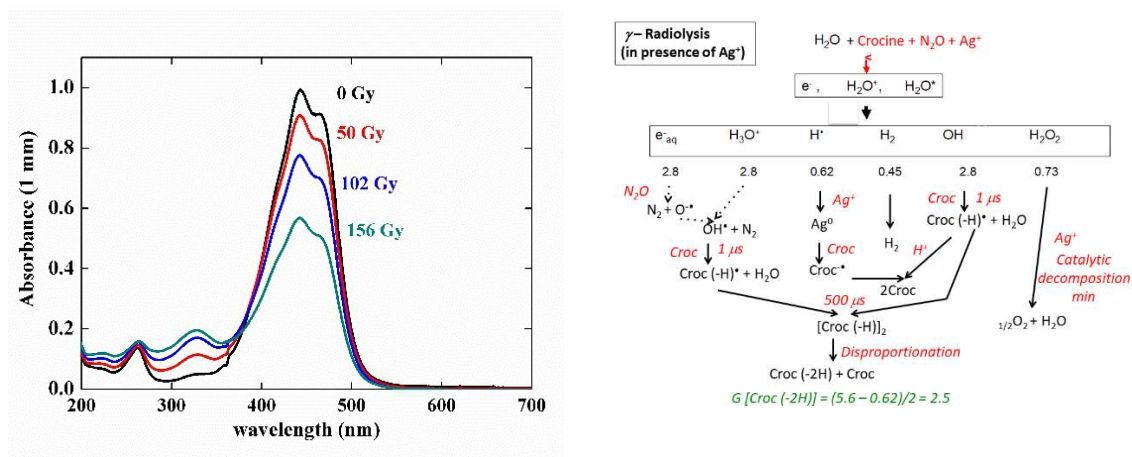 1.0
0.8
0.6
0.4
0.2
0.0
Absorbance (1 mm)
0 Gy
50 Gy
102 Gy
156 Gy
200 300 400 500 600 700
wavelength (nm)
γ – Radiolysis
(in presence of Ag⁺)
H₂O + Crocine + N₂O + Ag⁺
e⁻, H₂O⁺, H₂O*
e⁻aq H₃O⁺ H• H₂ OH H₂O₂
2.8 2.8 0.62 0.45 2.8 0.73
N₂O Ag⁺ Croc 1 µs
N₂ + O⁻• Ag⁰ Croc (-H)• + H₂O
OH• + N₂ H₂ H⁺ Ag⁺
Croc 1 µs Croc Catalytic
Croc (-H)• + H₂O Croc⁻• decomposition
2Croc min
500 µs
[Croc (-H)]₂ 1/2O₂ + H₂O
Disproportionation
Croc (-2H) + Croc
G [Croc (-2H)] = (5.6 – 0.62)/2 = 2.5